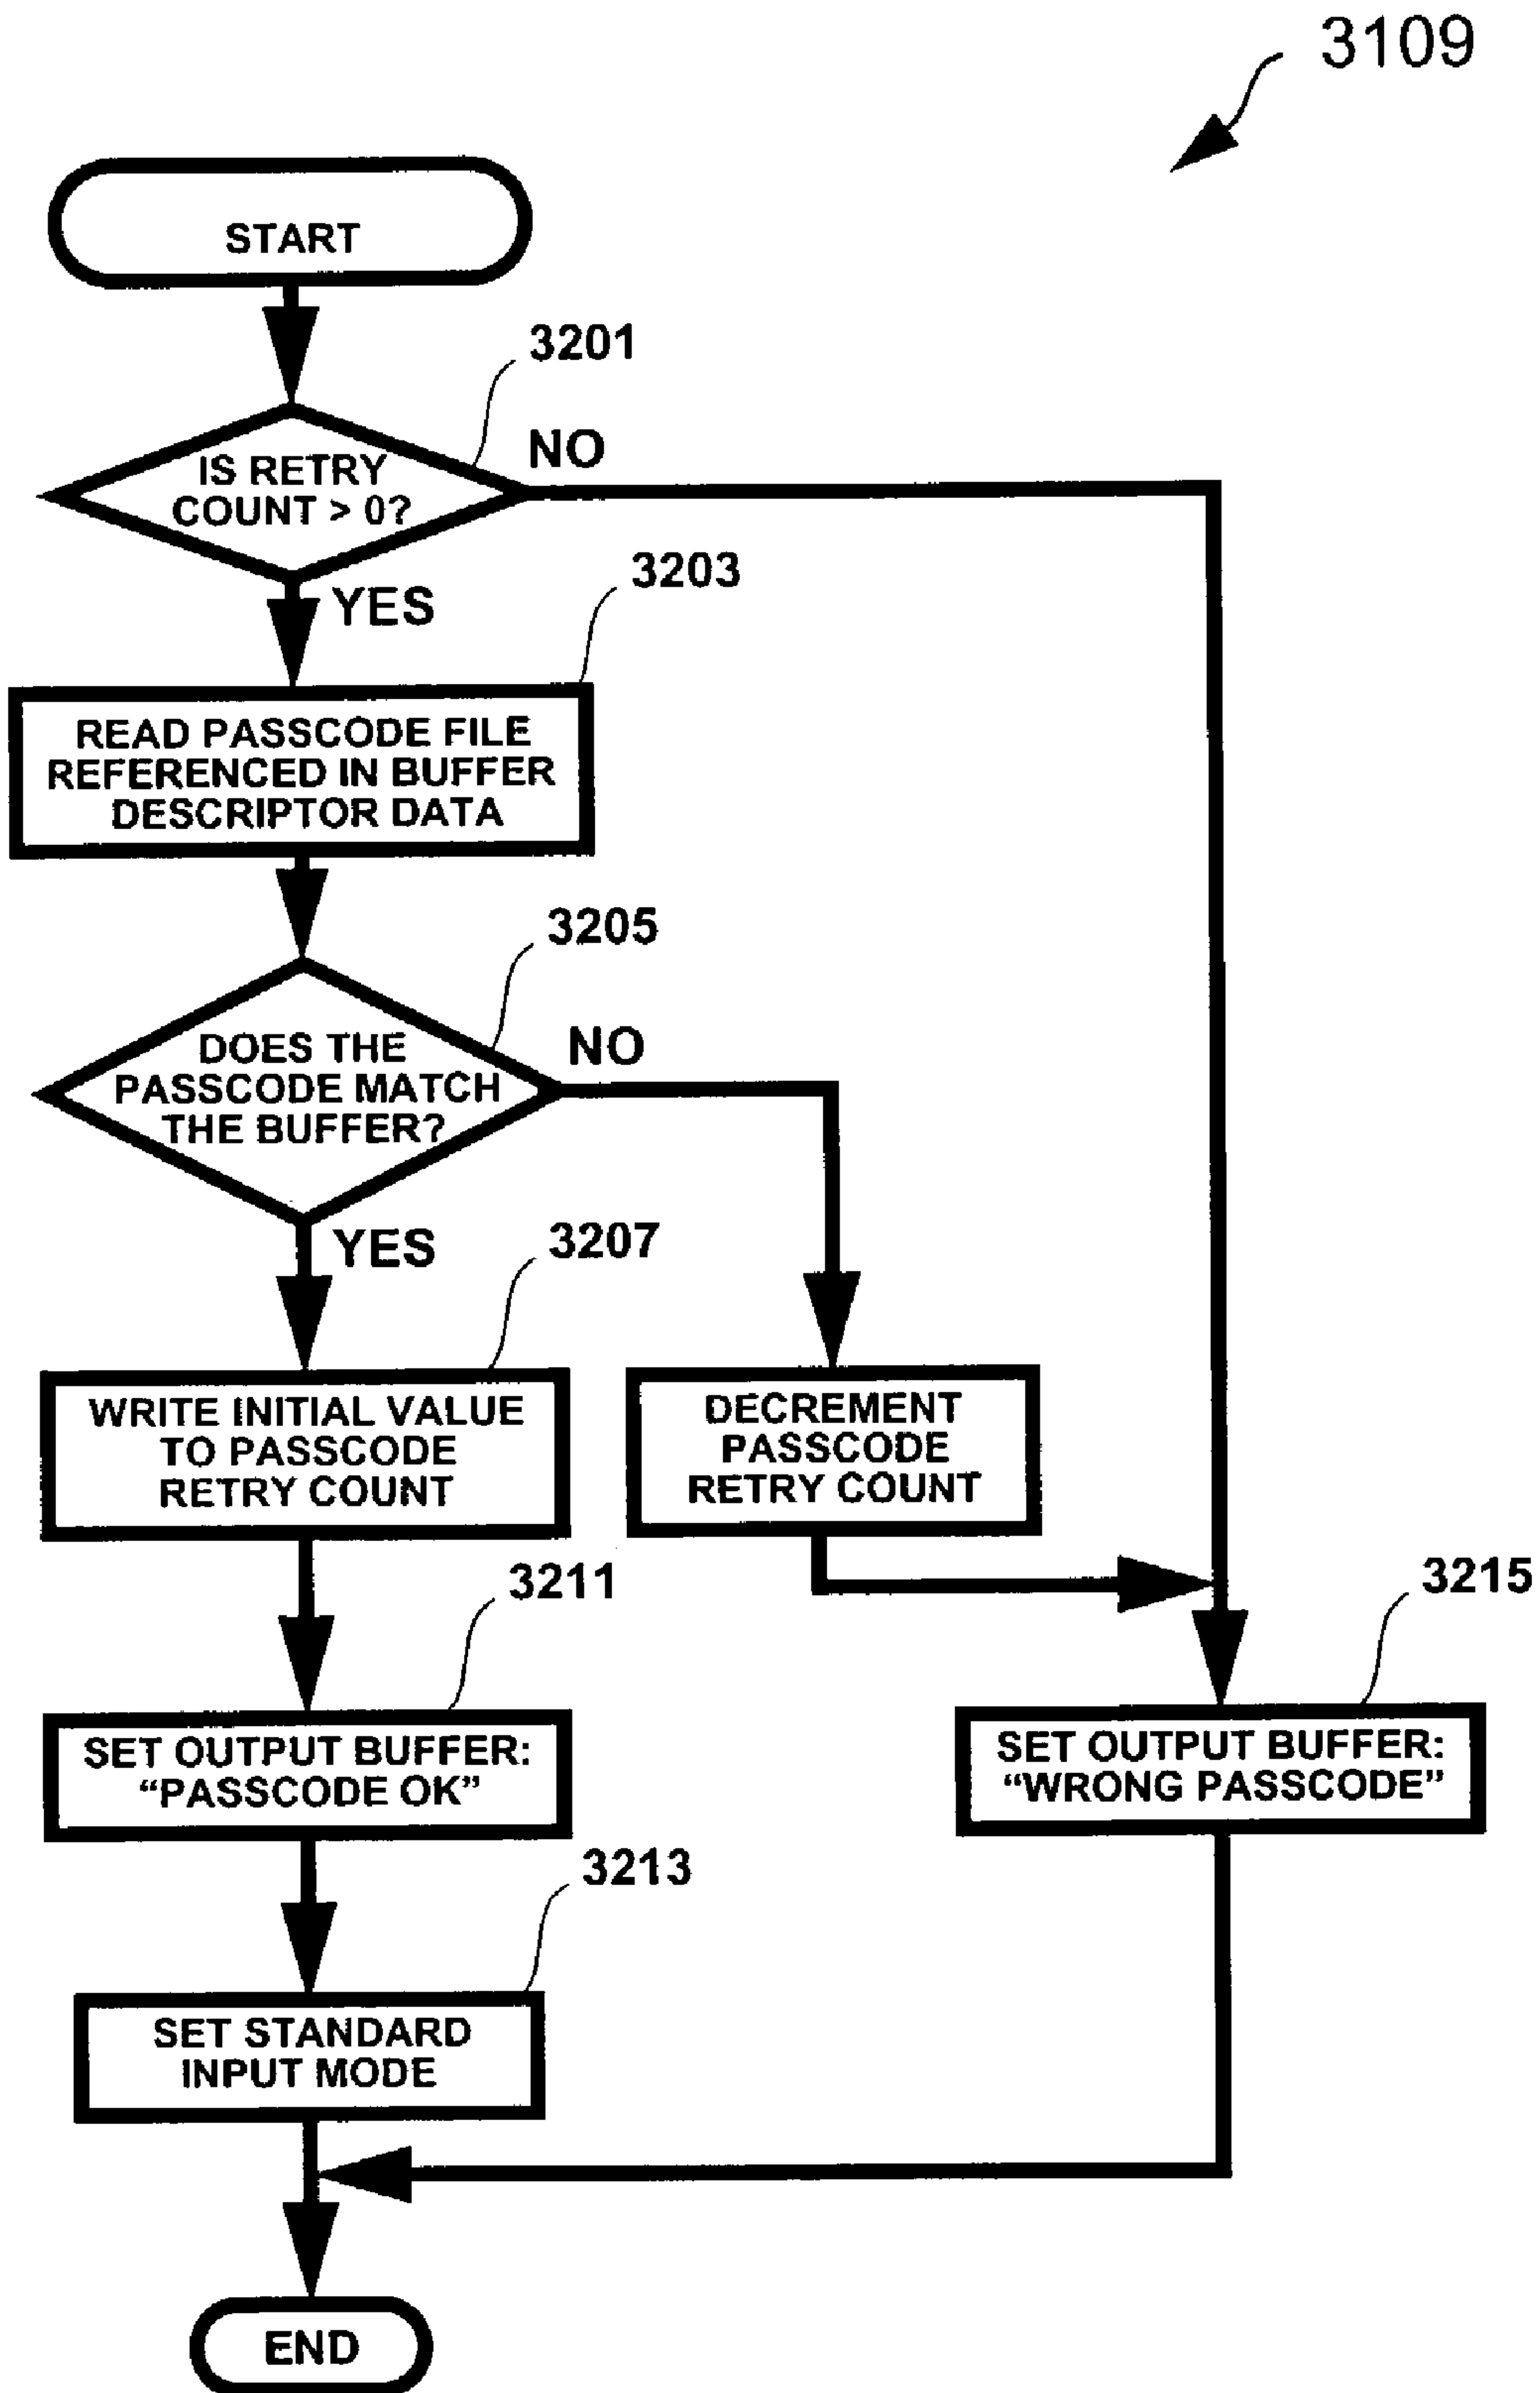 3109
START
3201
IS RETRY
COUNT > 0?
NO
YES
3203
READ PASSCODE FILE
REFERENCED IN BUFFER
DESCRIPTOR DATA
3205
DOES THE
PASSCODE MATCH
THE BUFFER?
NO
YES
3207
WRITE INITIAL VALUE
TO PASSCODE
RETRY COUNT
DECREMENT
PASSCODE
RETRY COUNT
3211
SET OUTPUT BUFFER:
“PASSCODE OK”
3215
SET OUTPUT BUFFER:
“WRONG PASSCODE”
3213
SET STANDARD
INPUT MODE
END